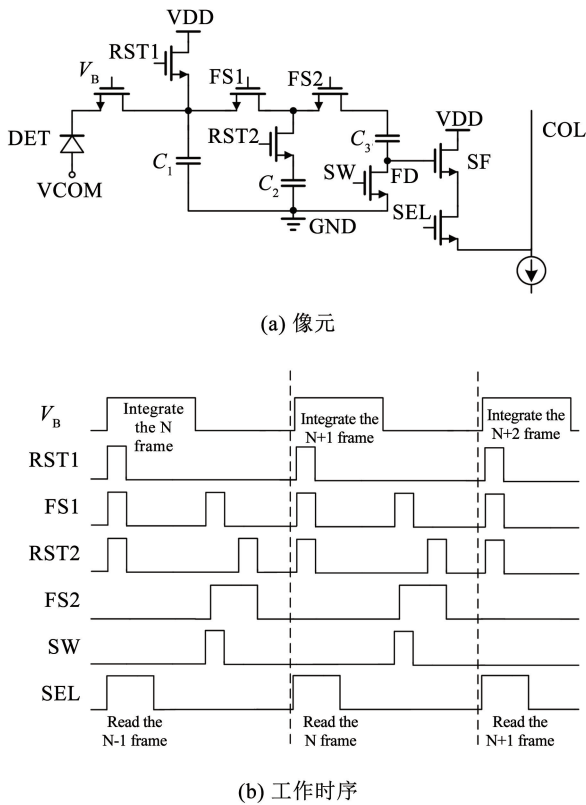 VDD
RST1
V_B
FS1
FS2
VDD
COL
DET
RST2
C_3
SF
C_1
SW
FD
VCOM
C_2
SEL
GND
(a) 像元
V_B
Integrate the N frame
Integrate the N+1 frame
Integrate the N+2 frame
RST1
FS1
RST2
FS2
SW
SEL
Read the N-1 frame
Read the N frame
Read the N+1 frame
(b) 工作时序